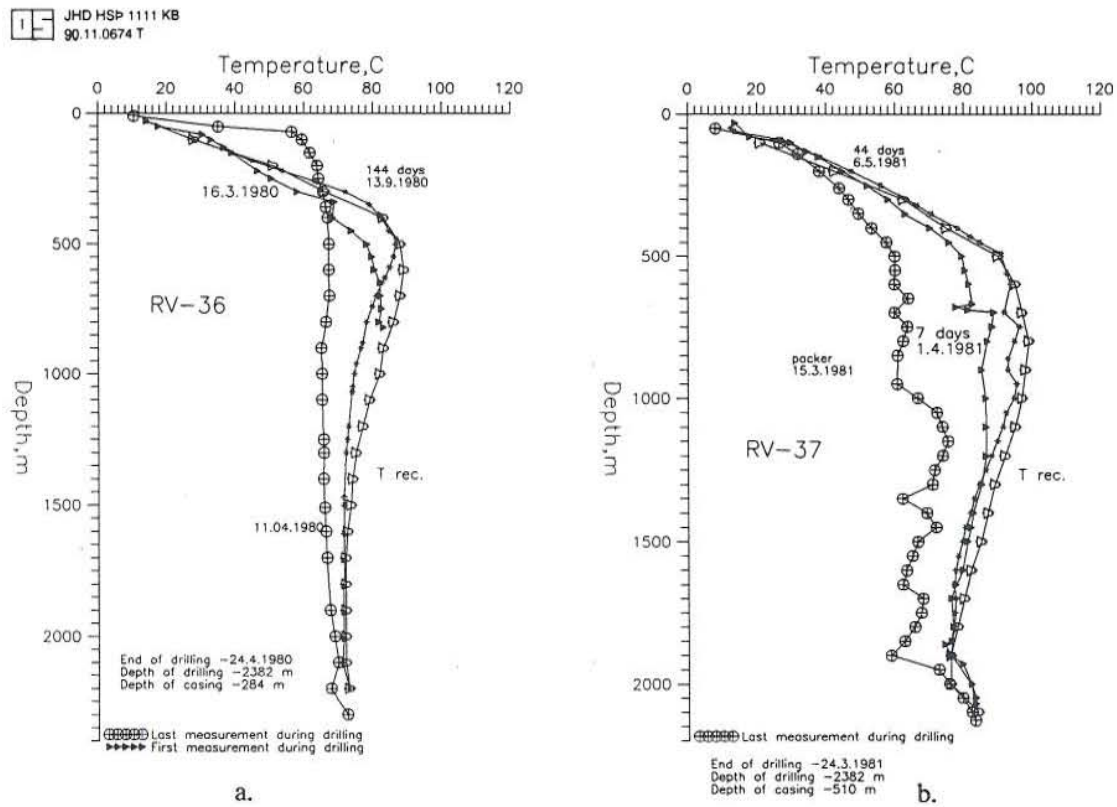 JHD HSÞ 1111 KB
90.11.0674 T
Temperature,C
0 20 40 60 80 100 120
0
500
1000
1500
2000
Depth,m
144 days
13.9.1980
16.3.1980
RV-36
T rec.
11.04.1980
End of drilling -24.4.1980
Depth of drilling -2382 m
Depth of casing -284 m
Last measurement during drilling
First measurement during drilling
a.
Temperature,C
0 20 40 60 80 100 120
0
500
1000
1500
2000
Depth,m
44 days
6.5.1981
7 days
1.4.1981
packer
15.3.1981
RV-37
T rec.
Last measurement during drilling
End of drilling -24.3.1981
Depth of drilling -2382 m
Depth of casing -510 m
b.